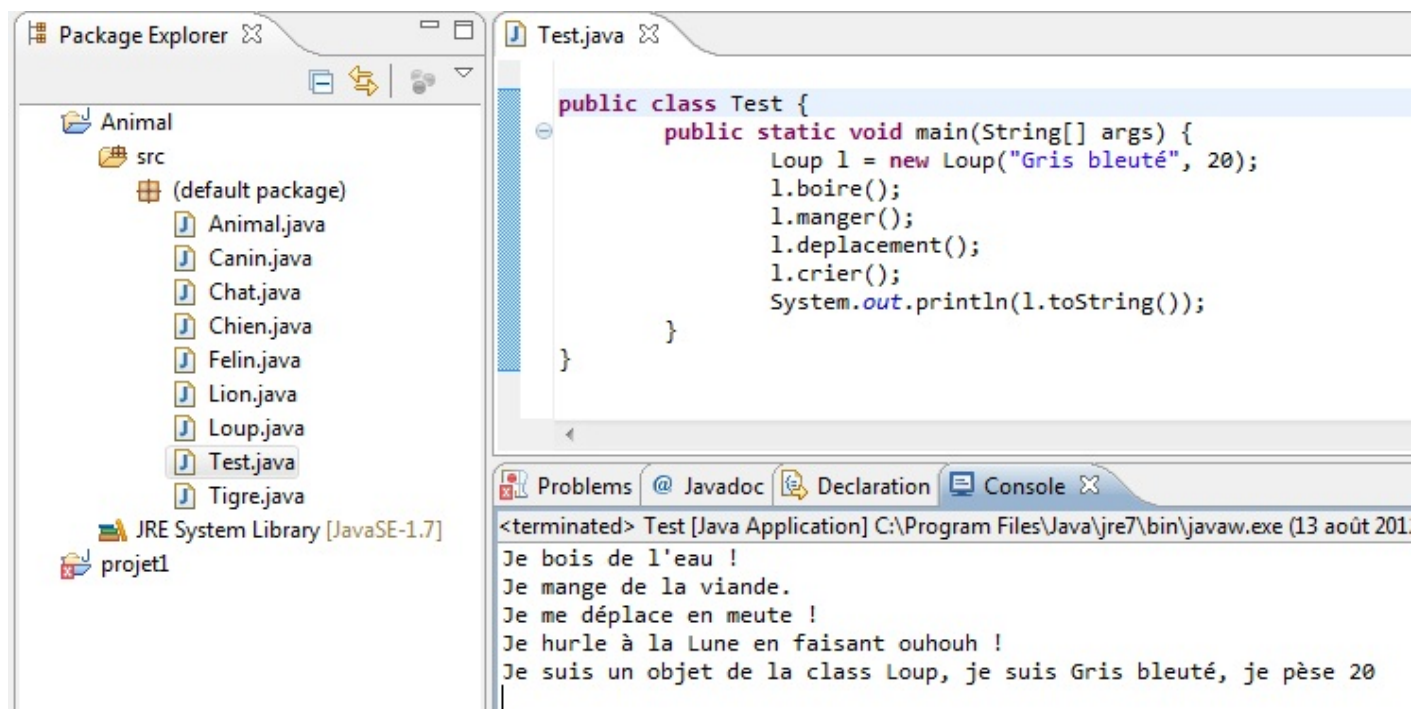 Package Explorer
Animal
src
(default package)
Animal.java
Canin.java
Chat.java
Chien.java
Felin.java
Lion.java
Loup.java
Test.java
Tigre.java
JRE System Library [JavaSE-1.7]
projet1
Test.java
public class Test {
public static void main(String[] args) {
Loup l = new Loup("Gris bleuté", 20);
l.boire();
l.manger();
l.deplacement();
l.crier();
System.out.println(l.toString());
}
}
Problems @ Javadoc Declaration Console
<terminated> Test [Java Application] C:\Program Files\Java\jre7\bin\javaw.exe (13 août
Je bois de l'eau !
Je mange de la viande.
Je me déplace en meute !
Je hurle à la Lune en faisant ouhouh !
Je suis un objet de la class Loup, je suis Gris bleuté, je pèse 20